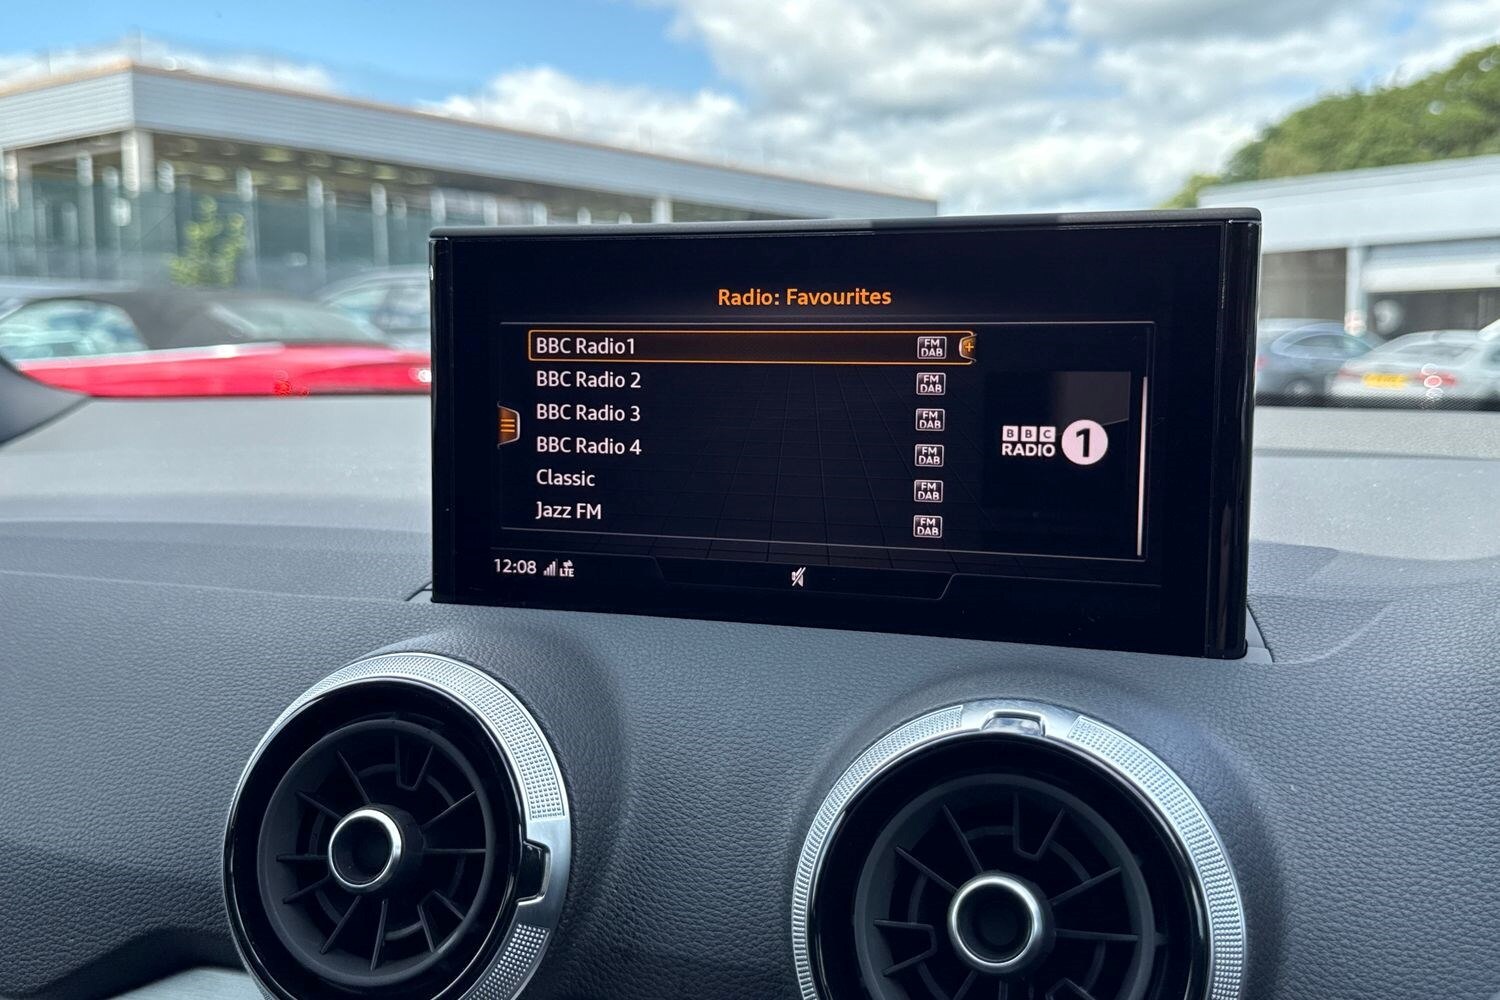 Radio: Favourites
BBC Radio1 FM DAB +
BBC Radio 2 FM DAB
BBC Radio 3 FM DAB
BBC Radio 4 FM DAB
Classic FM DAB
Jazz FM FM DAB
BBC
RADIO 1
12:08 LTE